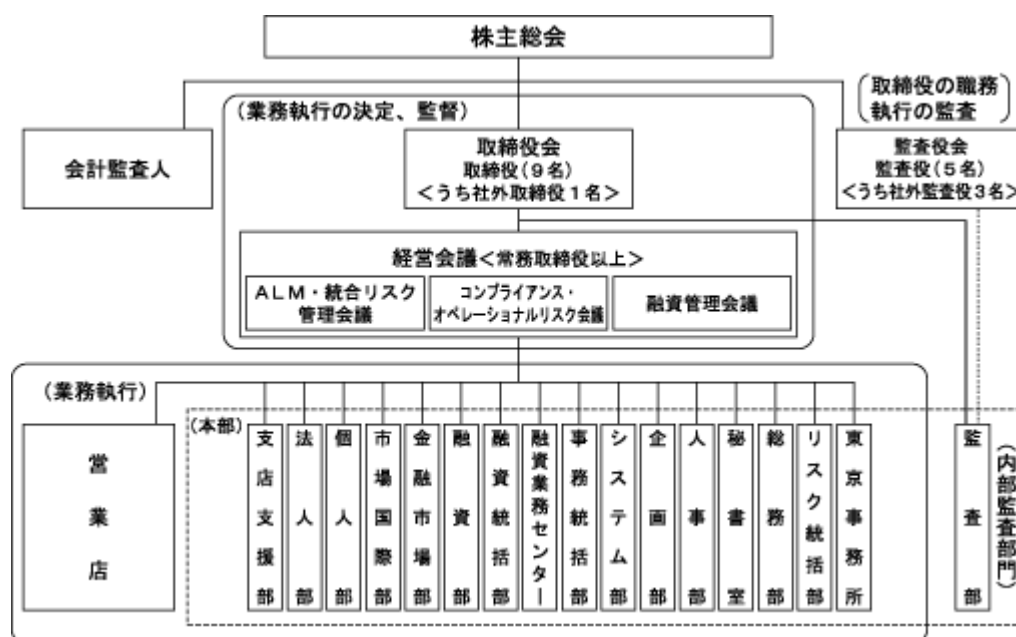 株主総会
(取締役の職務
執行の監査)
(業務執行の決定、監督)
会計監査人
取締役会
取締役(9名)
<うち社外取締役1名>
監査役会
監査役(5名)
<うち社外監査役3名>
経営会議<常務取締役以上>
ALM・統合リスク
管理会議
コンプライアンス・
オペレーショナルリスク会議
融資管理会議
(業務執行)
(本部)
営業店
支店支援部
法人部
個人部
市場国際部
金融市場部
融資部
融資統括部
融資業務センター
事務統括部
システム部
企画部
人事部
秘書室
総務部
リスク統括部
東京事務所
監査部
(内部監査部門)